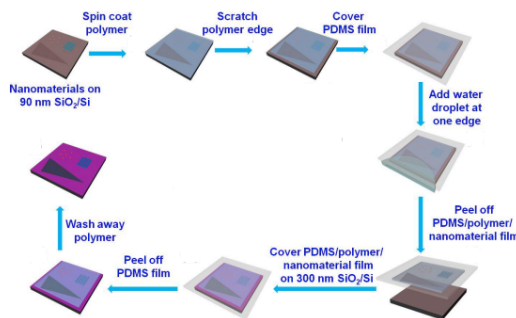 Spin coat
polymer
Scratch
polymer edge
Cover
PDMS film
Nanomaterials on
90 nm SiO₂/Si
Add water
droplet at
one edge
Peel off
PDMS/polymer/
nanomaterial film
Cover PDMS/polymer/
nanomaterial film
on 300 nm SiO₂/Si
Peel off
PDMS film
Wash away
polymer